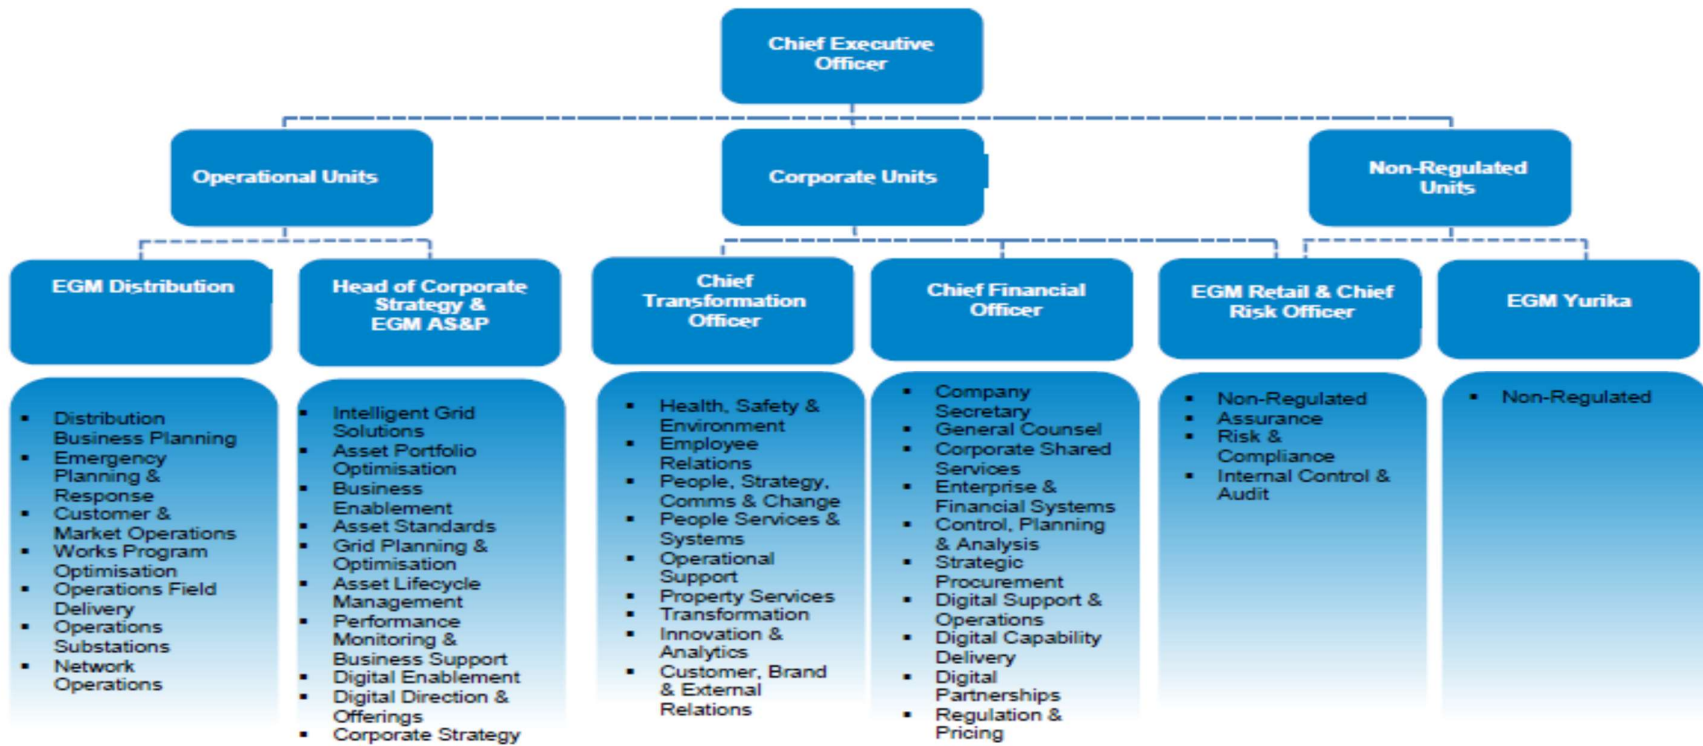 Chief Executive
Officer
Operational Units
Corporate Units
Non-Regulated
Units
EGM Distribution
Head of Corporate
Strategy &
EGM AS&P
Chief
Transformation
Officer
Chief Financial
Officer
EGM Retail & Chief
Risk Officer
EGM Yurika
▪ Distribution
Business Planning
▪ Emergency
Planning &
Response
▪ Customer &
Market Operations
▪ Works Program
Optimisation
▪ Operations Field
Delivery
▪ Operations
Substations
▪ Network
Operations
▪ Intelligent Grid
Solutions
▪ Asset Portfolio
Optimisation
▪ Business
Enablement
▪ Asset Standards
▪ Grid Planning &
Optimisation
▪ Asset Lifecycle
Management
▪ Performance
Monitoring &
Business Support
▪ Digital Enablement
▪ Digital Direction &
Offerings
▪ Corporate Strategy
▪ Health, Safety &
Environment
▪ Employee
Relations
▪ People, Strategy,
Comms & Change
▪ People Services &
Systems
▪ Operational
Support
▪ Property Services
▪ Transformation
▪ Innovation &
Analytics
▪ Customer, Brand
& External
Relations
▪ Company
Secretary
▪ General Counsel
▪ Corporate Shared
Services
▪ Enterprise &
Financial Systems
▪ Control, Planning
& Analysis
▪ Strategic
Procurement
▪ Digital Support &
Operations
▪ Digital Capability
Delivery
▪ Digital
Partnerships
▪ Regulation &
Pricing
▪ Non-Regulated
▪ Assurance
▪ Risk &
Compliance
▪ Internal Control &
Audit
▪ Non-Regulated